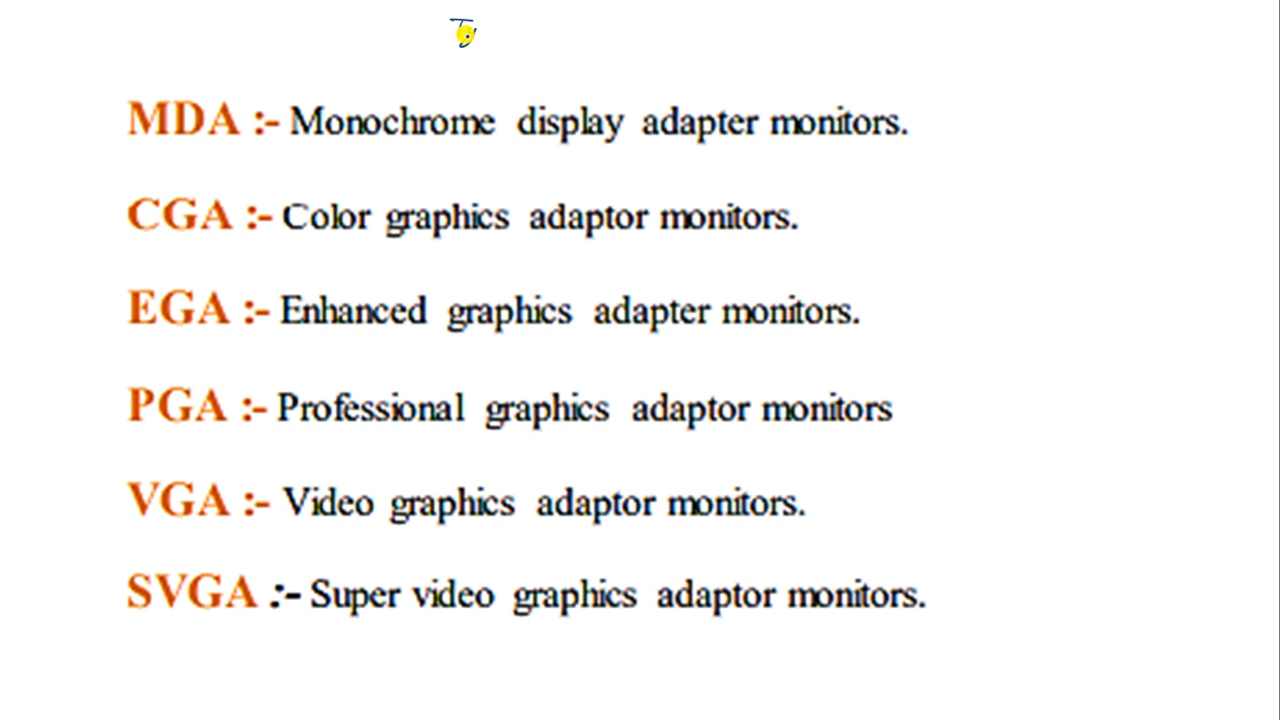 Ty
MDA :- Monochrome display adapter monitors.
CGA :- Color graphics adaptor monitors.
EGA :- Enhanced graphics adapter monitors.
PGA :- Professional graphics adaptor monitors
VGA :- Video graphics adaptor monitors.
SVGA :- Super video graphics adaptor monitors.